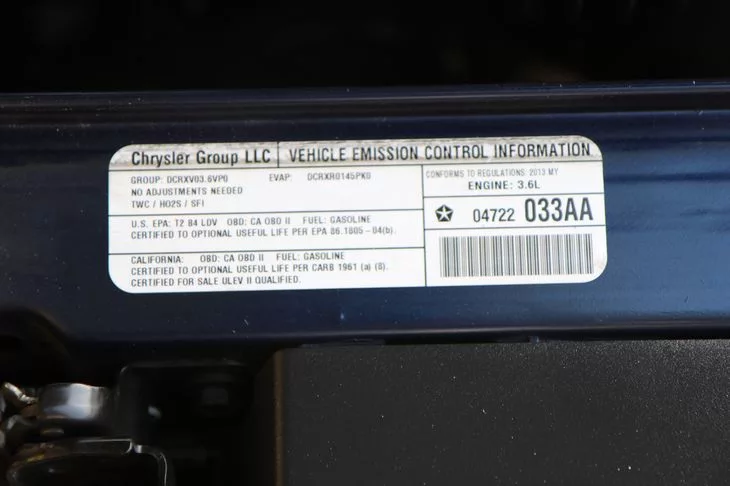 Chrysler Group LLC VEHICLE EMISSION CONTROL INFORMATION
GROUP: DCRXV03.6VP0 EVAP: DCRXR0145PK0
NO ADJUSTMENTS NEEDED
TWC / HO2S / SFI
CONFORMS TO REGULATIONS: 2013 MY
ENGINE: 3.6L
04722 033AA
U.S. EPA: T2 B4 LDV OBD: CA OBD II FUEL: GASOLINE
CERTIFIED TO OPTIONAL USEFUL LIFE PER EPA 86.1805-04(b).
CALIFORNIA: OBD: CA OBD II FUEL: GASOLINE
CERTIFIED TO OPTIONAL USEFUL LIFE PER CARB 1961 (a) (8).
CERTIFIED FOR SALE ULEV II QUALIFIED.